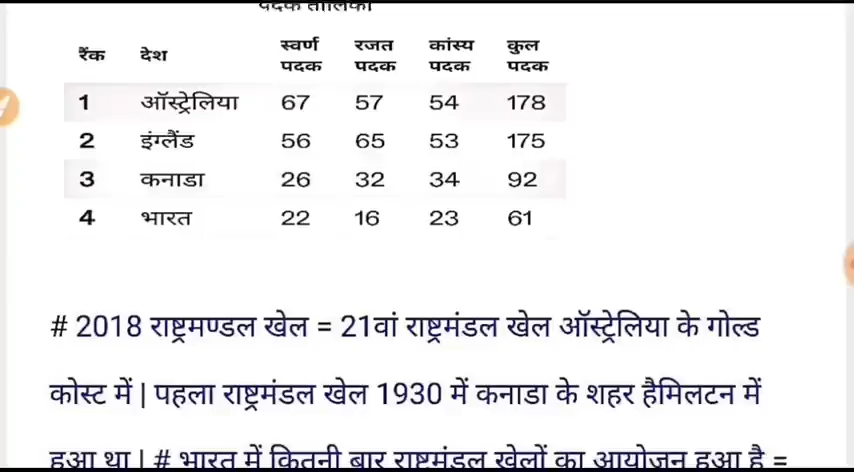 पदक तालिका
रैंक देश स्वर्ण पदक रजत पदक कांस्य पदक कुल पदक
1 ऑस्ट्रेलिया 67 57 54 178
2 इंग्लैंड 56 65 53 175
3 कनाडा 26 32 34 92
4 भारत 22 16 23 61
# 2018 राष्ट्रमण्डल खेल = 21वां राष्ट्रमंडल खेल ऑस्ट्रेलिया के गोल्ड
कोस्ट में | पहला राष्ट्रमंडल खेल 1930 में कनाडा के शहर हैमिलटन में
हुआ था | # भारत में कितनी बार राष्ट्रमंडल खेलों का आयोजन हुआ है =